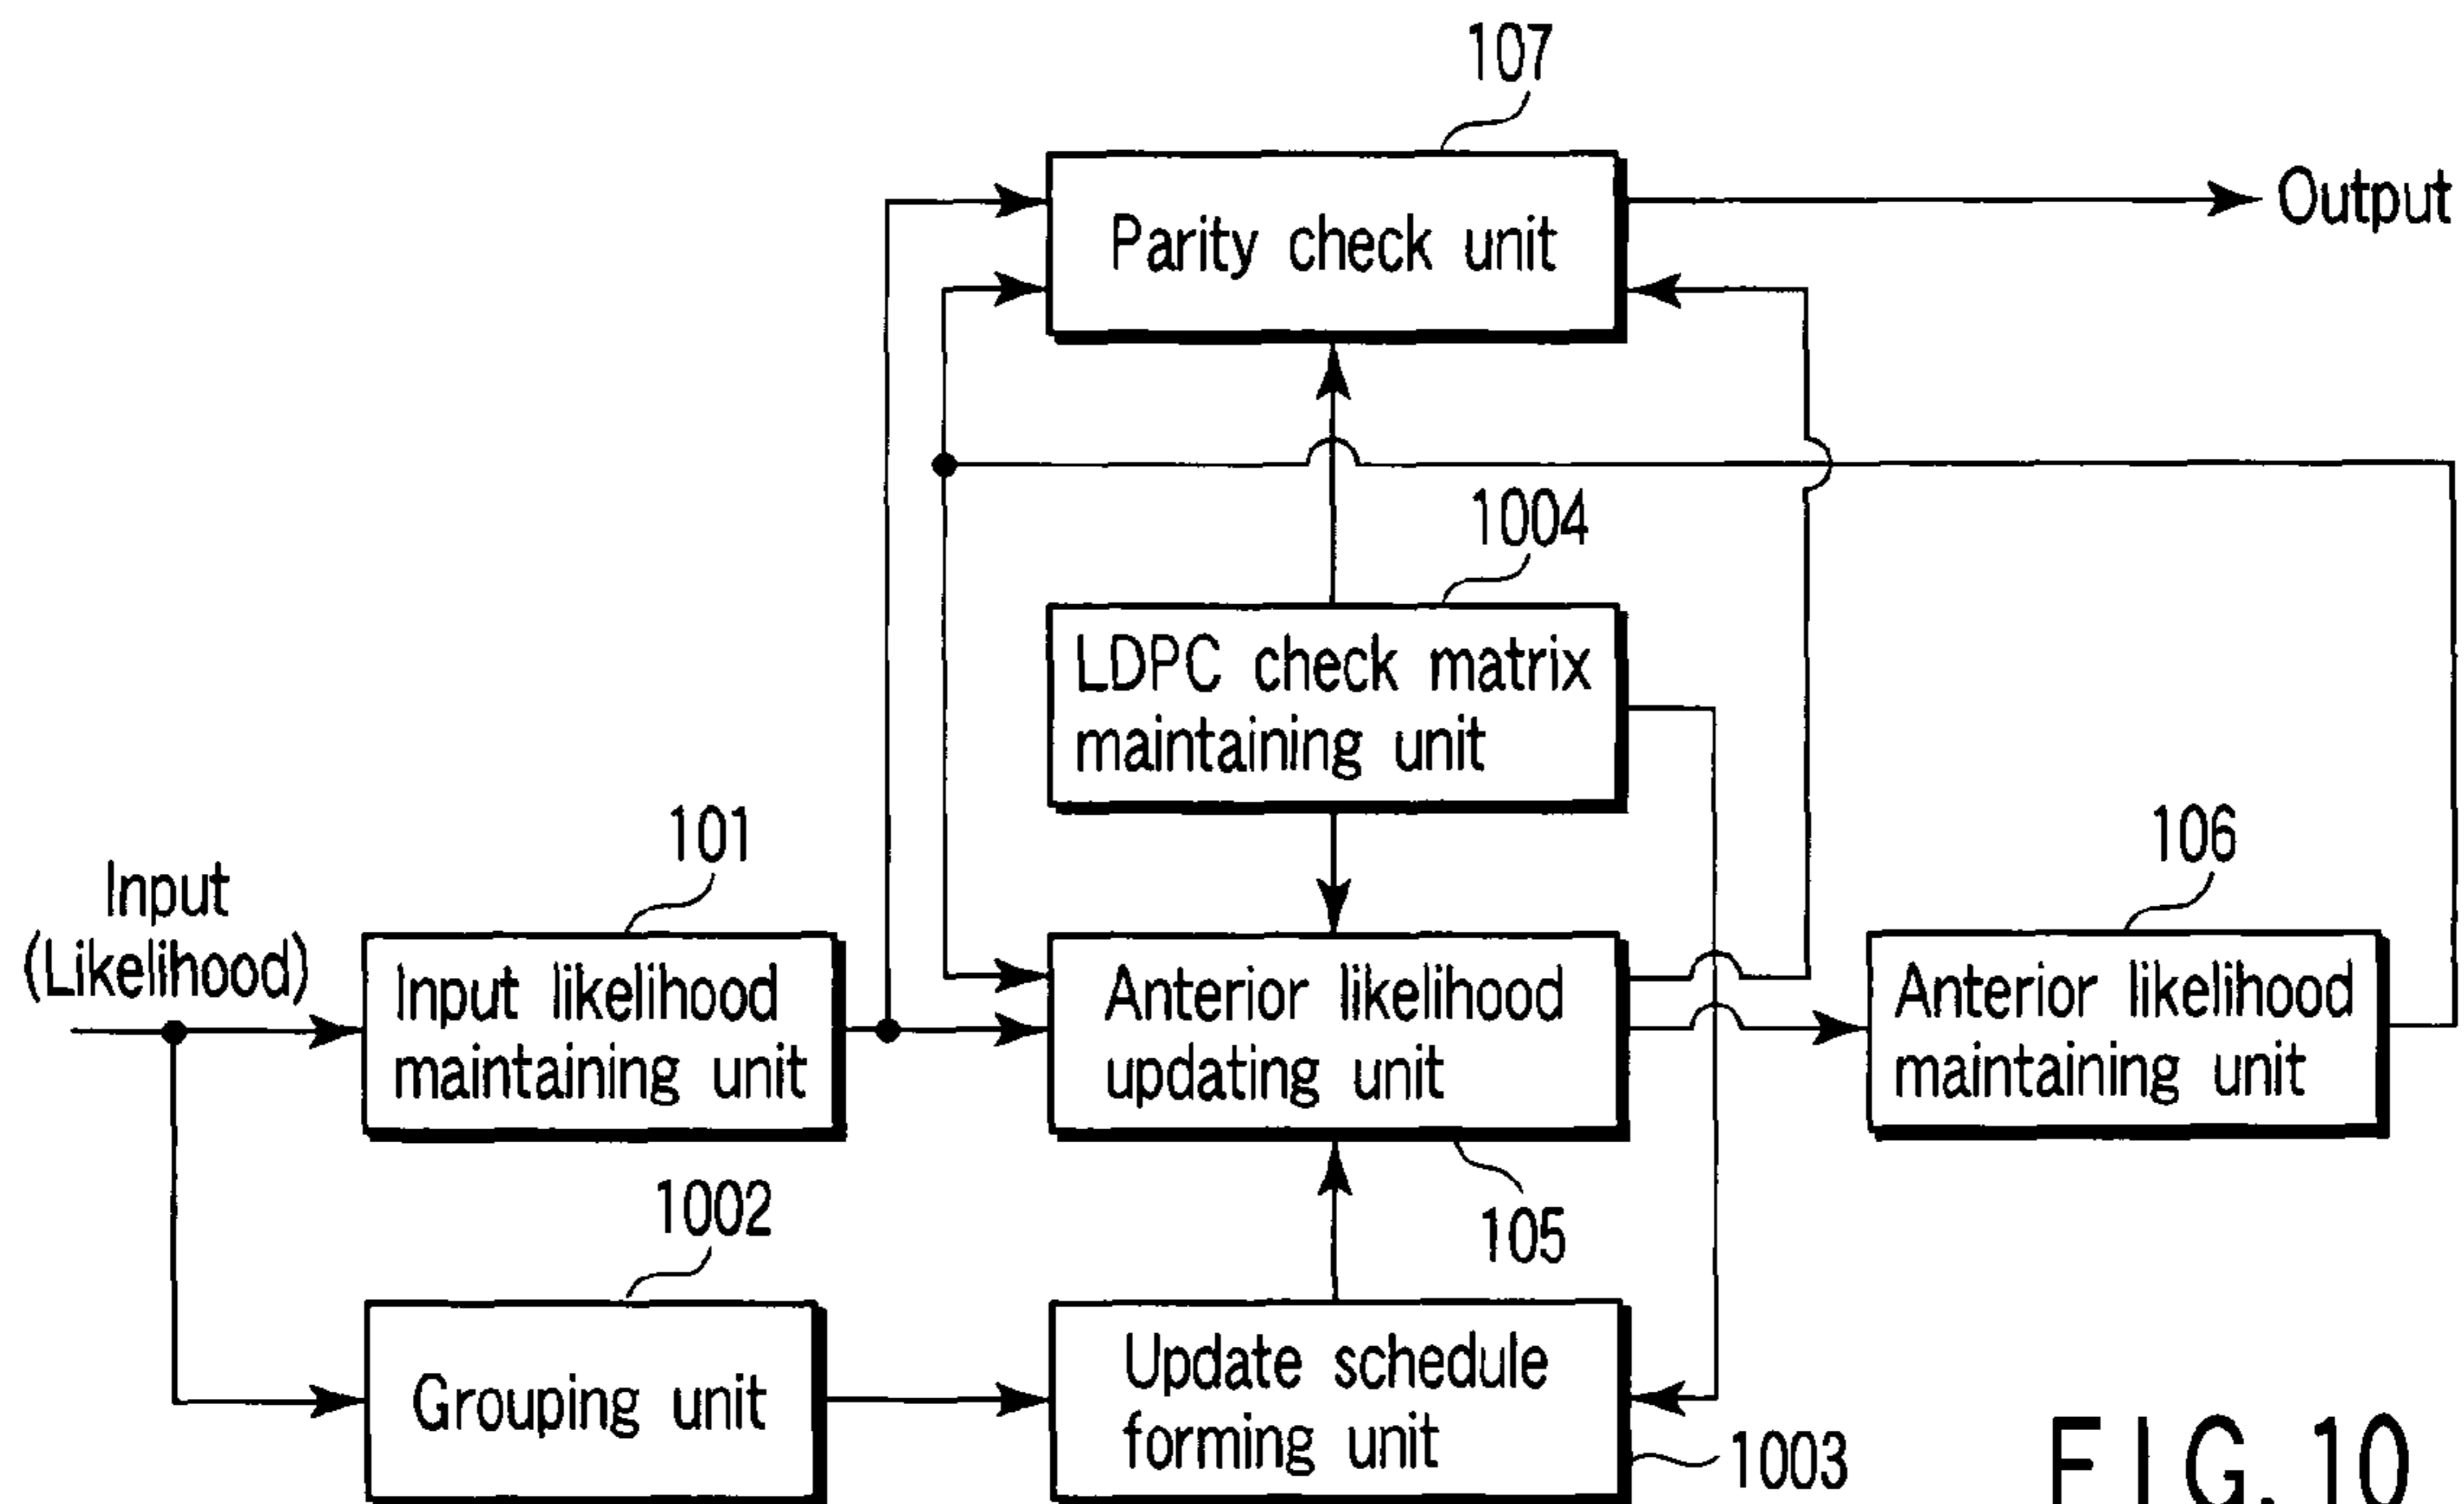 107
Parity check unit
Output
1004
LDPC check matrix
maintaining unit
101
106
Input
(Likelihood)
Input likelihood
maintaining unit
Anterior likelihood
updating unit
Anterior likelihood
maintaining unit
1002
105
Grouping unit
Update schedule
forming unit
1003
FIG. 10